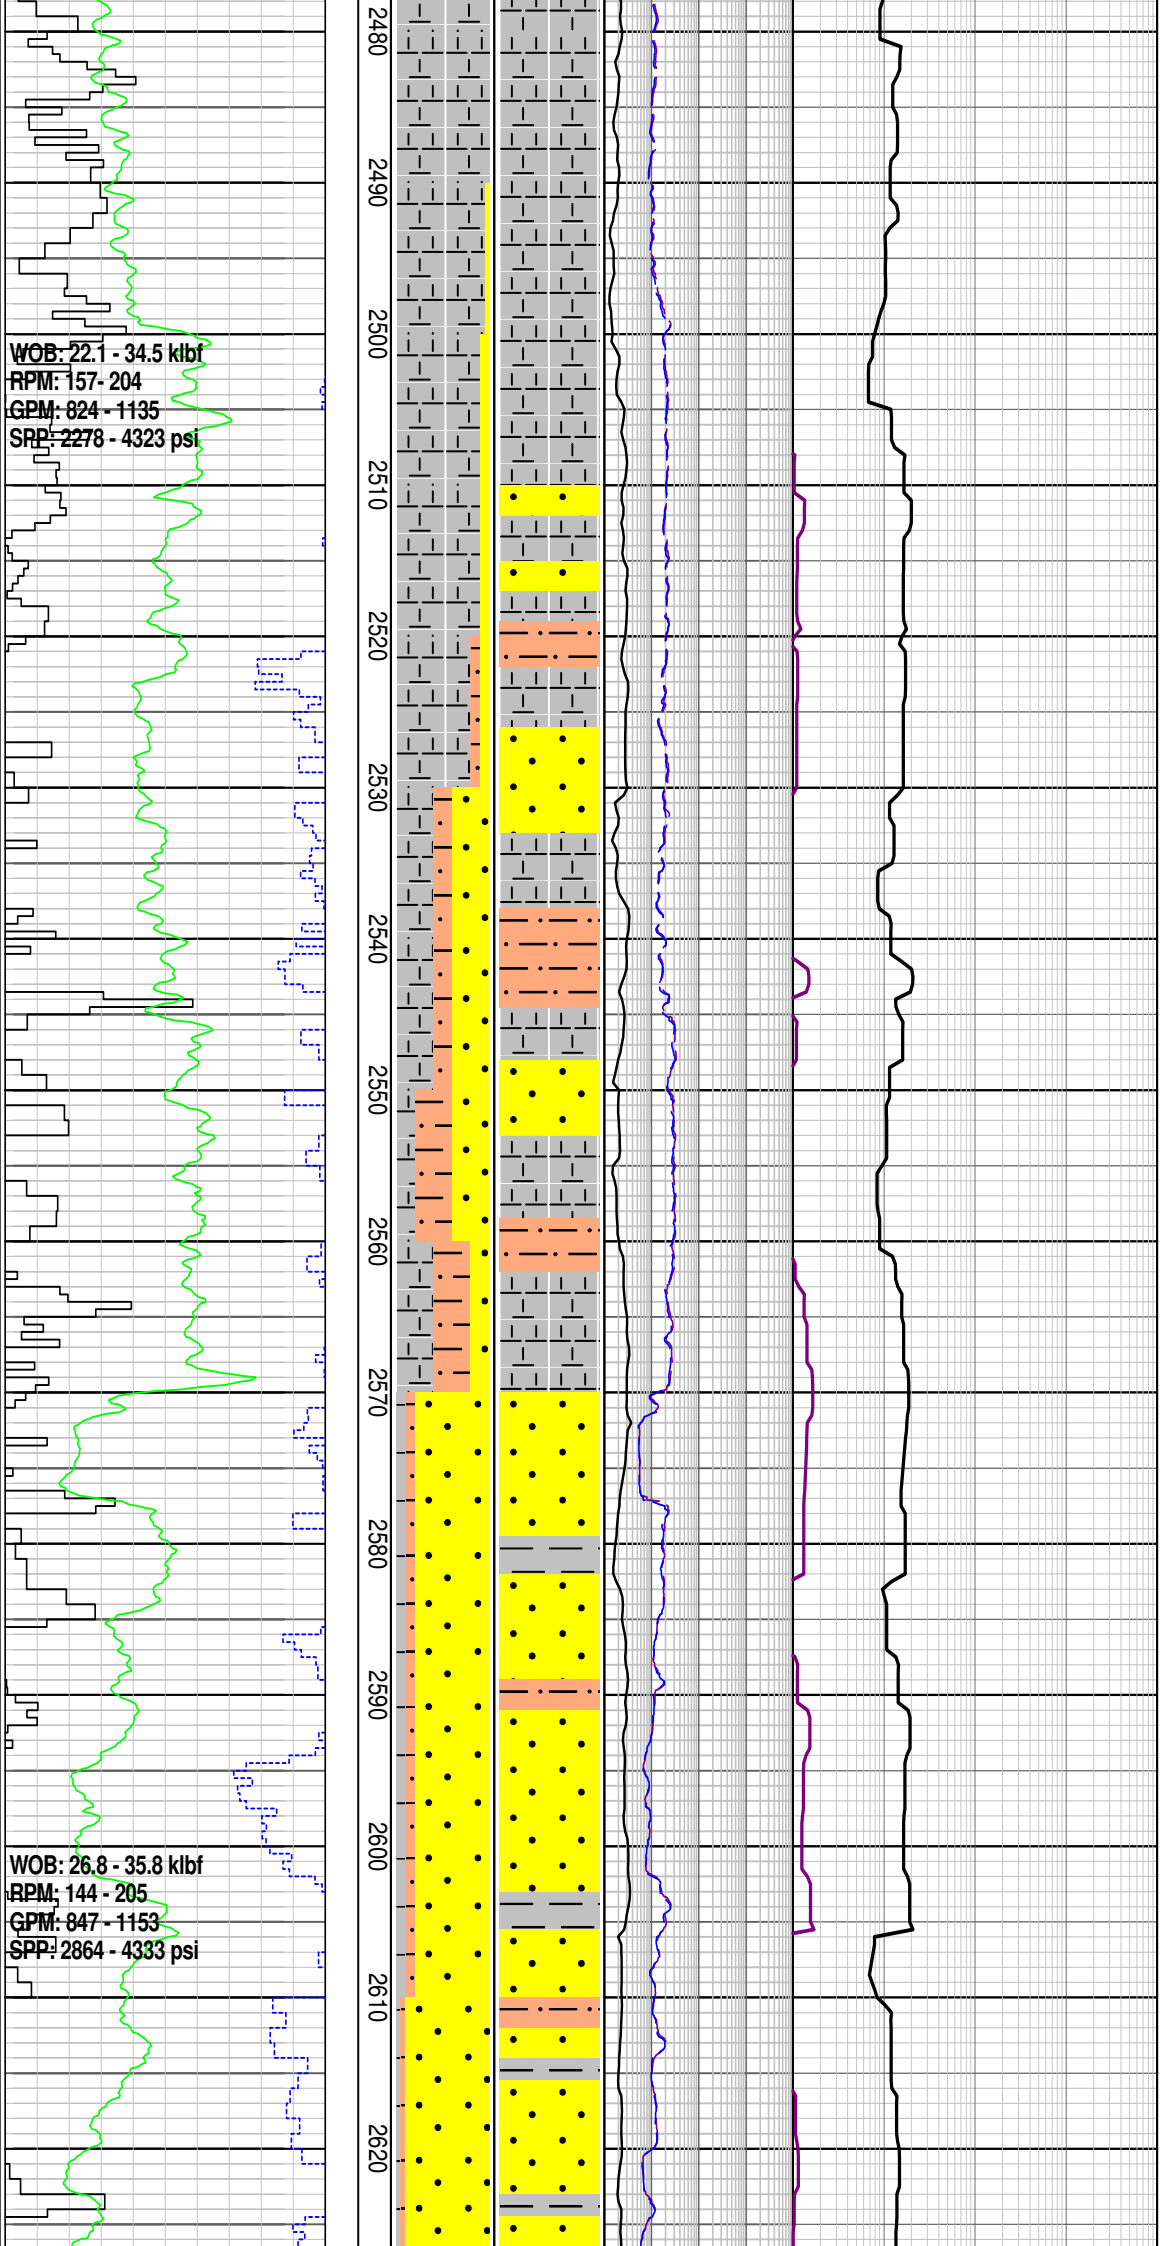 2480
2490
2500
WOB: 22.1 - 34.5 klbf
RPM: 157- 204
GPM: 824 - 1135
SPP: 2278 - 4323 psi
2510
2520
2530
2540
2550
2560
2570
2580
2590
2600
WOB: 26.8 - 35.8 klbf
RPM: 144 - 205
GPM: 847 - 1153
SPP: 2864 - 4333 psi
2610
2620